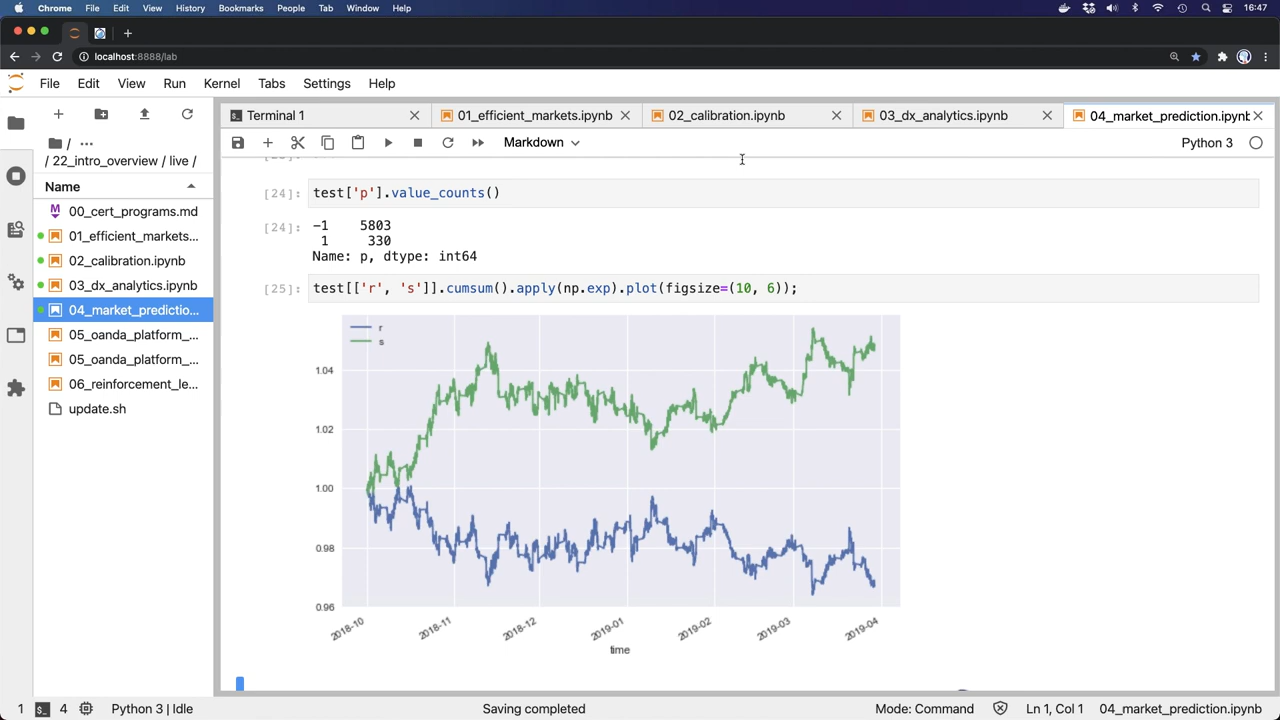 Chrome File Edit View History Bookmarks People Tab Window Help 16:47
localhost:8888/lab
File Edit View Run Kernel Tabs Settings Help
Terminal 1 01_efficient_markets.ipynb 02_calibration.ipynb 03_dx_analytics.ipynb 04_market_prediction.ipynb
/ ...
Markdown Python 3
/ 22_intro_overview / live /
Name
00_cert_programs.md
01_efficient_markets...
02_calibration.ipynb
03_dx_analytics.ipynb
04_market_predictio...
05_oanda_platform_...
05_oanda_platform_...
06_reinforcement_le...
update.sh
[24]: test['p'].value_counts()
[24]: -1 5803
1 330
Name: p, dtype: int64
[25]: test[['r', 's']].cumsum().apply(np.exp).plot(figsize=(10, 6));
r
s
1.04
1.02
1.00
0.98
0.96
2018-10 2018-11 2018-12 2019-01 2019-02 2019-03 2019-04
time
1 4 Python 3 | Idle Saving completed Mode: Command Ln 1, Col 1 04_market_prediction.ipynb